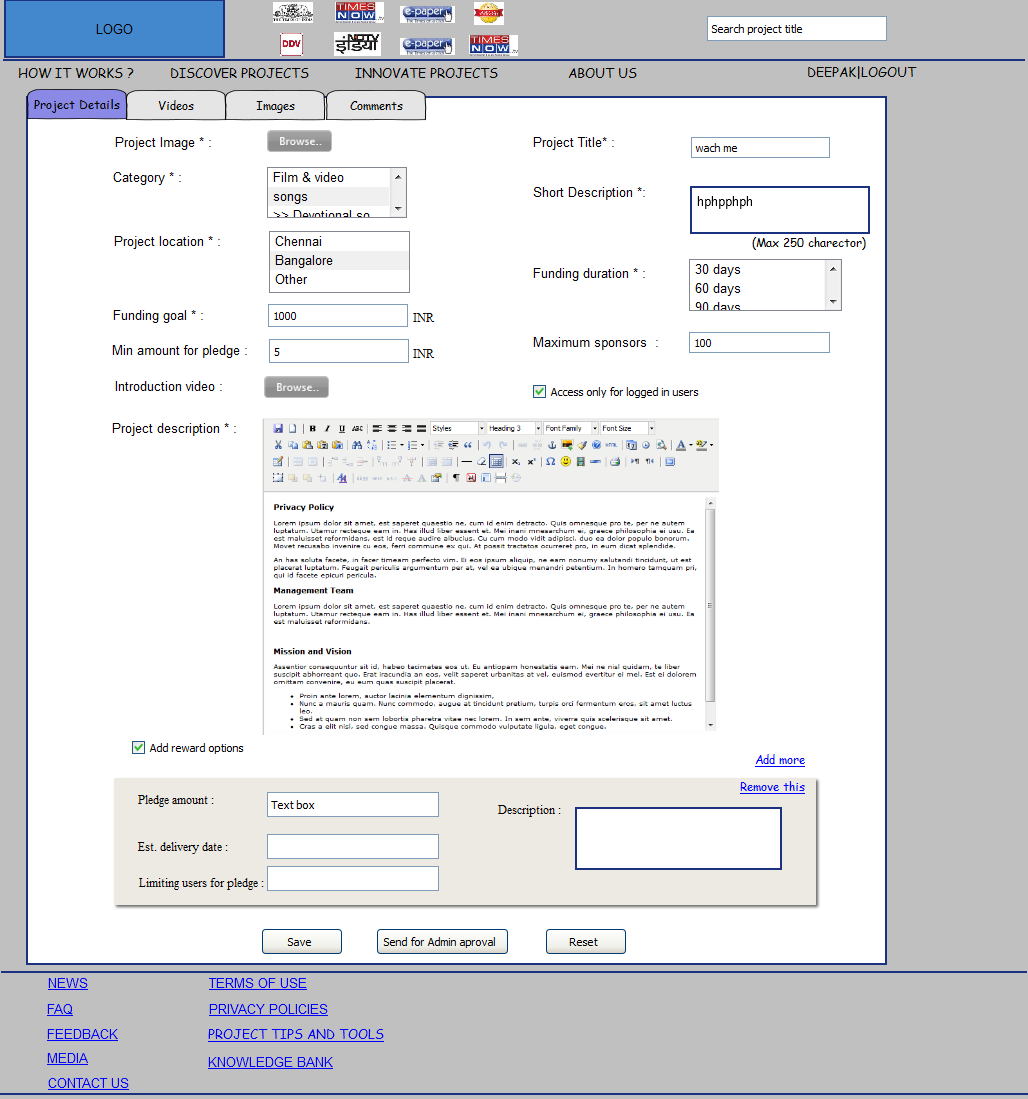 LOGO
THE TIMES OF INDIA
TIMES
NOW.TV
e-paper
DDV
NDTV
इंडिया
e-paper
TIMES
NOW.TV
Search project title
HOW IT WORKS ?
DISCOVER PROJECTS
INNOVATE PROJECTS
ABOUT US
DEEPAK|LOGOUT
Project Details
Videos
Images
Comments
Project Image * :
Browse..
Project Title* :
wach me
Category * :
Film & video
songs
>> Devotional so
Short Description *:
hphpphph
(Max 250 charector)
Project location * :
Chennai
Bangalore
Other
Funding duration * :
30 days
60 days
90 days
Funding goal * :
1000
INR
Min amount for pledge :
5
INR
Maximum sponsors :
100
Introduction video :
Browse..
Access only for logged in users
Project description * :
B I U ABC
Styles
Heading 3
Font Family
Font Size
HTML
Privacy Policy
Lorem ipsum dolor sit amet, est saperet quaestio ne, cum id enim detracto. Quis omnesque pro te, per ne autem
luptatum. Utamur recteque eam in. Has illud liber essent et. Mei inani mnesarchum ei, graece philosophia ei usu. Ea
est maluisset reformidans, est id reque audire albucius. Cu cum modo vidit adipisci, duo ea dolor populo bonorum.
Movet recusabo invenire cu eos, ferri commune ex qui. At possit tractatos ocurreret pro, in eum dicat splendide.
An has soluta facete, in facer timeam perfecto vim. Ei eos ipsum aliquip, ne eam nonumy salutandi tincidunt, ut est
placerat luptatum. Feugait periculis argumentum per at, vel ea ubique menandri petentium. In homero tamquam pri,
qui id facete epicuri pericula.
Management Team
Lorem ipsum dolor sit amet, est saperet quaestio ne, cum id enim detracto. Quis omnesque pro te, per ne autem
luptatum. Utamur recteque eam in. Has illud liber essent et. Mei inani mnesarchum ei, graece philosophia ei usu. Ea
est maluisset reformidans.
Mission and Vision
Assentior consequuntur sit id, habeo tacimates eos ut. Eu antiopam honestatis eam. Mei ne nisl quidam, te liber
suscipit abhorreant quo. Erat iracundia an eos, velit saperet urbanitas at vel, euismod evertitur ei mel. Est ei dolorem
omittam convenire, eu eum quas suscipit placerat.
• Proin ante lorem, auctor lacinia elementum dignissim,
• Nunc a mauris quam. Nunc commodo, augue at tincidunt pretium, turpis orci fermentum eros, sit amet luctus
leo.
• Sed at quam non sem lobortis pharetra vitae nec lorem. In sem ante, viverra quis scelerisque sit amet.
• Cras a elit nisl, sed congue massa. Quisque commodo vulputate ligula, eget congue.
Add reward options
Add more
Remove this
Pledge amount :
Text box
Description :
Est. delivery date :
Limiting users for pledge :
Save
Send for Admin aproval
Reset
NEWS
TERMS OF USE
FAQ
PRIVACY POLICIES
FEEDBACK
PROJECT TIPS AND TOOLS
MEDIA
KNOWLEDGE BANK
CONTACT US